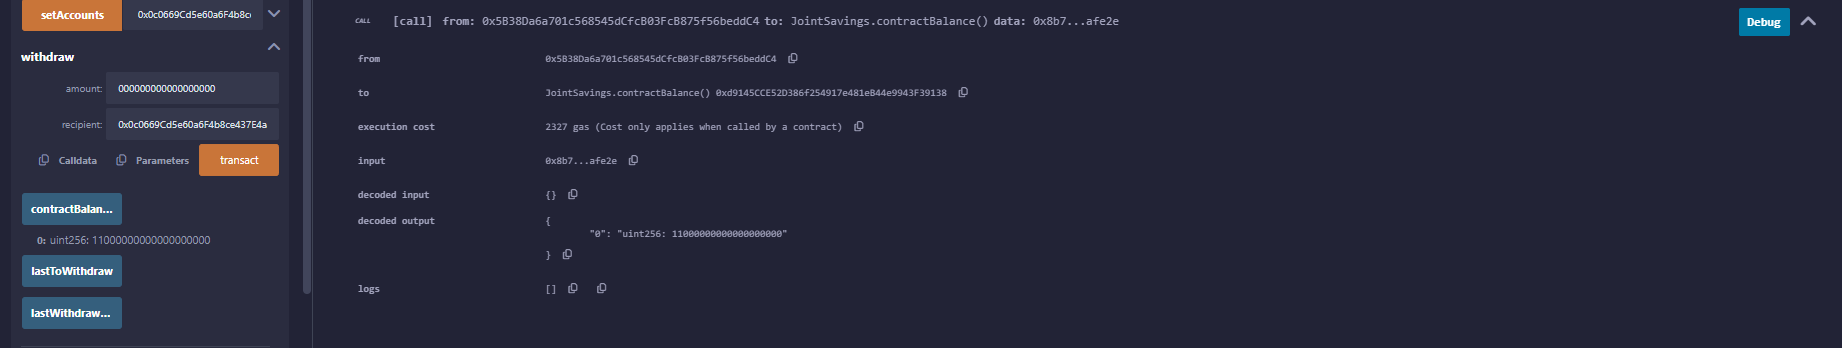 setAccounts 0x0c0669Cd5e60a6F4b8c
withdraw
amount: 000000000000000000
recipient: 0x0c0669Cd5e60a6F4b8ce437E4a
Calldata Parameters transact
contractBalan...
0: uint256: 11000000000000000000
lastToWithdraw
lastWithdraw...
CALL [call] from: 0x5B38Da6a701c568545dCfcB03FcB875f56beddC4 to: JointSavings.contractBalance() data: 0x8b7...afe2e Debug
from 0x5B38Da6a701c568545dCfcB03FcB875f56beddC4
to JointSavings.contractBalance() 0xd9145CCE52D386f254917e481eB44e9943F39138
execution cost 2327 gas (Cost only applies when called by a contract)
input 0x8b7...afe2e
decoded input {}
decoded output {
"0": "uint256: 11000000000000000000"
}
logs []